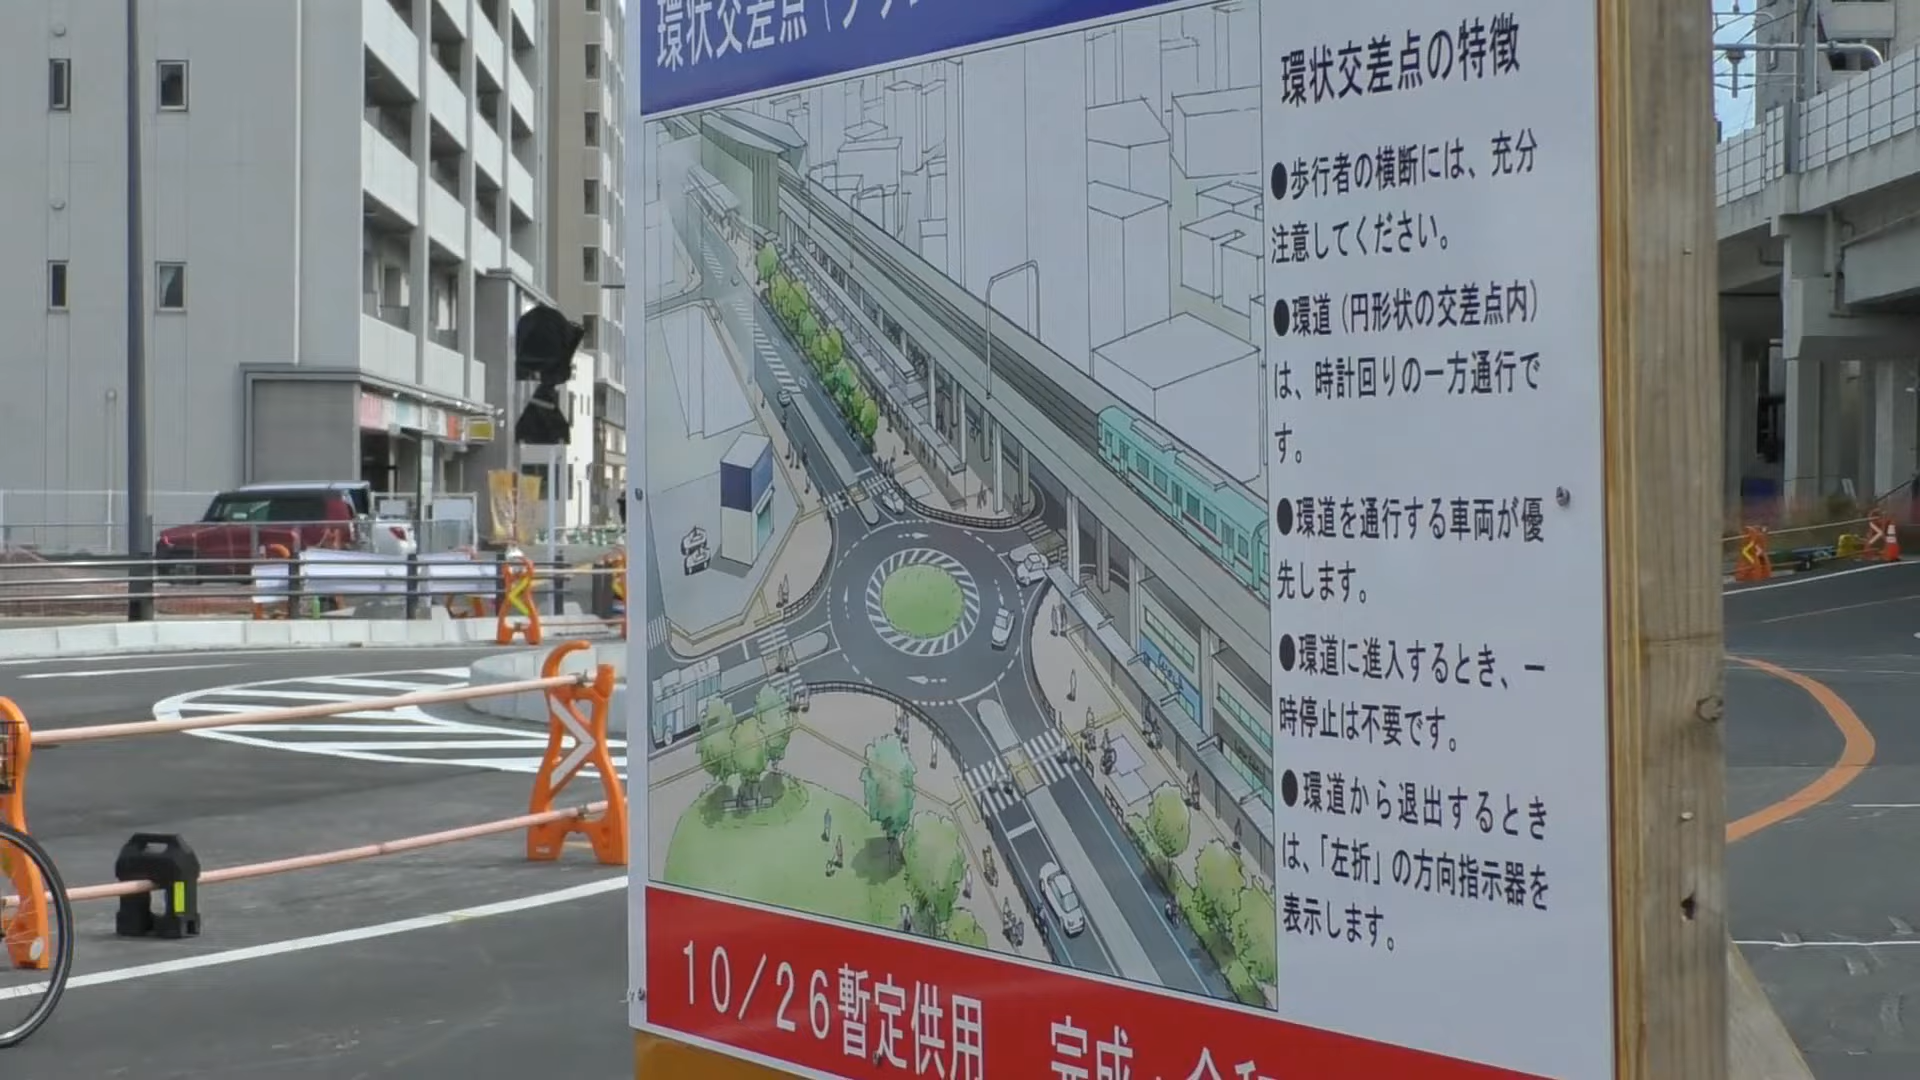 環状交差点
環状交差点の特徴
●歩行者の横断には、充分
注意してください。
●環道(円形状の交差点内)
は、時計回りの一方通行で
す。
●環道を通行する車両が優
先します。
●環道に進入するとき、一
時停止は不要です。
●環道から退出するとき
は、「左折」の方向指示器を
表示します。
10/26暫定供用 完成